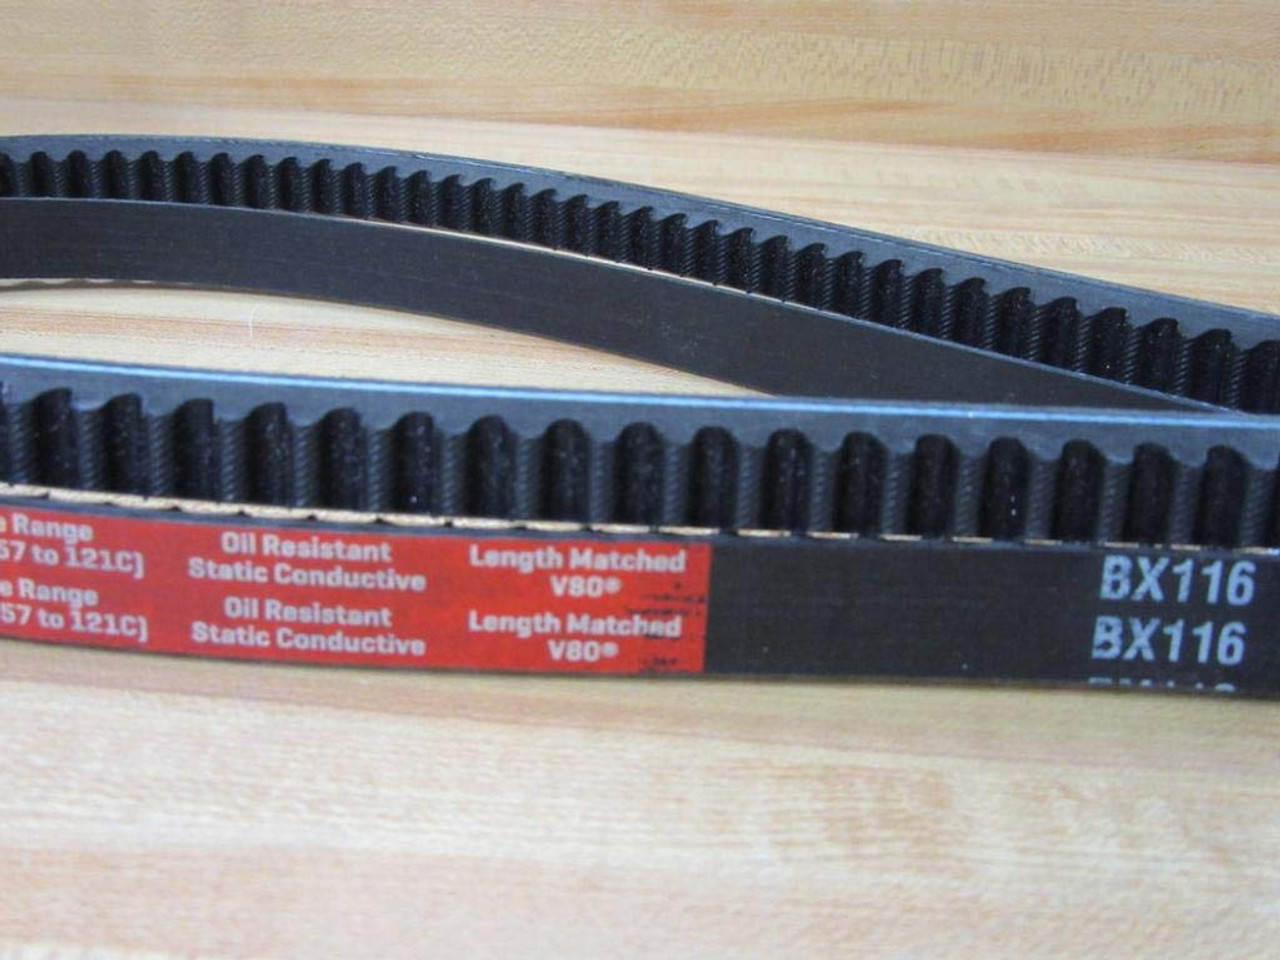 Range
57 to 121C)
Range
57 to 121C)
Oil Resistant
Static Conductive
Oil Resistant
Static Conductive
Length Matched
V80®
Length Matched
V80®
BX116
BX116